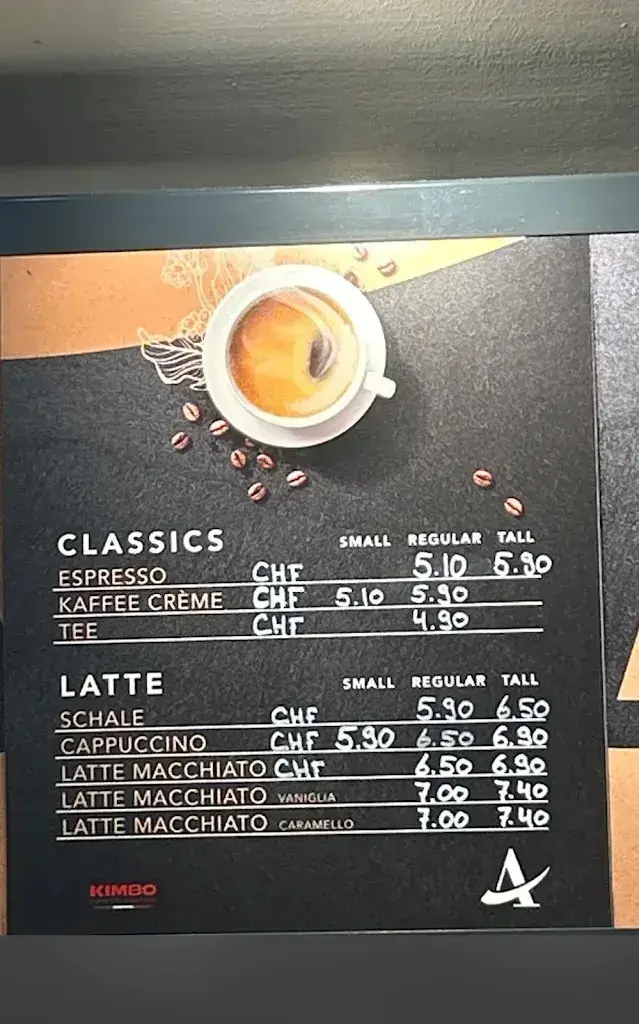 CLASSICS SMALL REGULAR TALL
ESPRESSO CHF 5.10 5.90
KAFFEE CRÈME CHF 5.10 5.90
TEE CHF 4.90
LATTE SMALL REGULAR TALL
SCHALE CHF 5.90 6.50
CAPPUCCINO CHF 5.90 6.50 6.90
LATTE MACCHIATO CHF 6.50 6.90
LATTE MACCHIATO VANIGLIA 7.00 7.40
LATTE MACCHIATO CARAMELLO 7.00 7.40
KIMBO
A